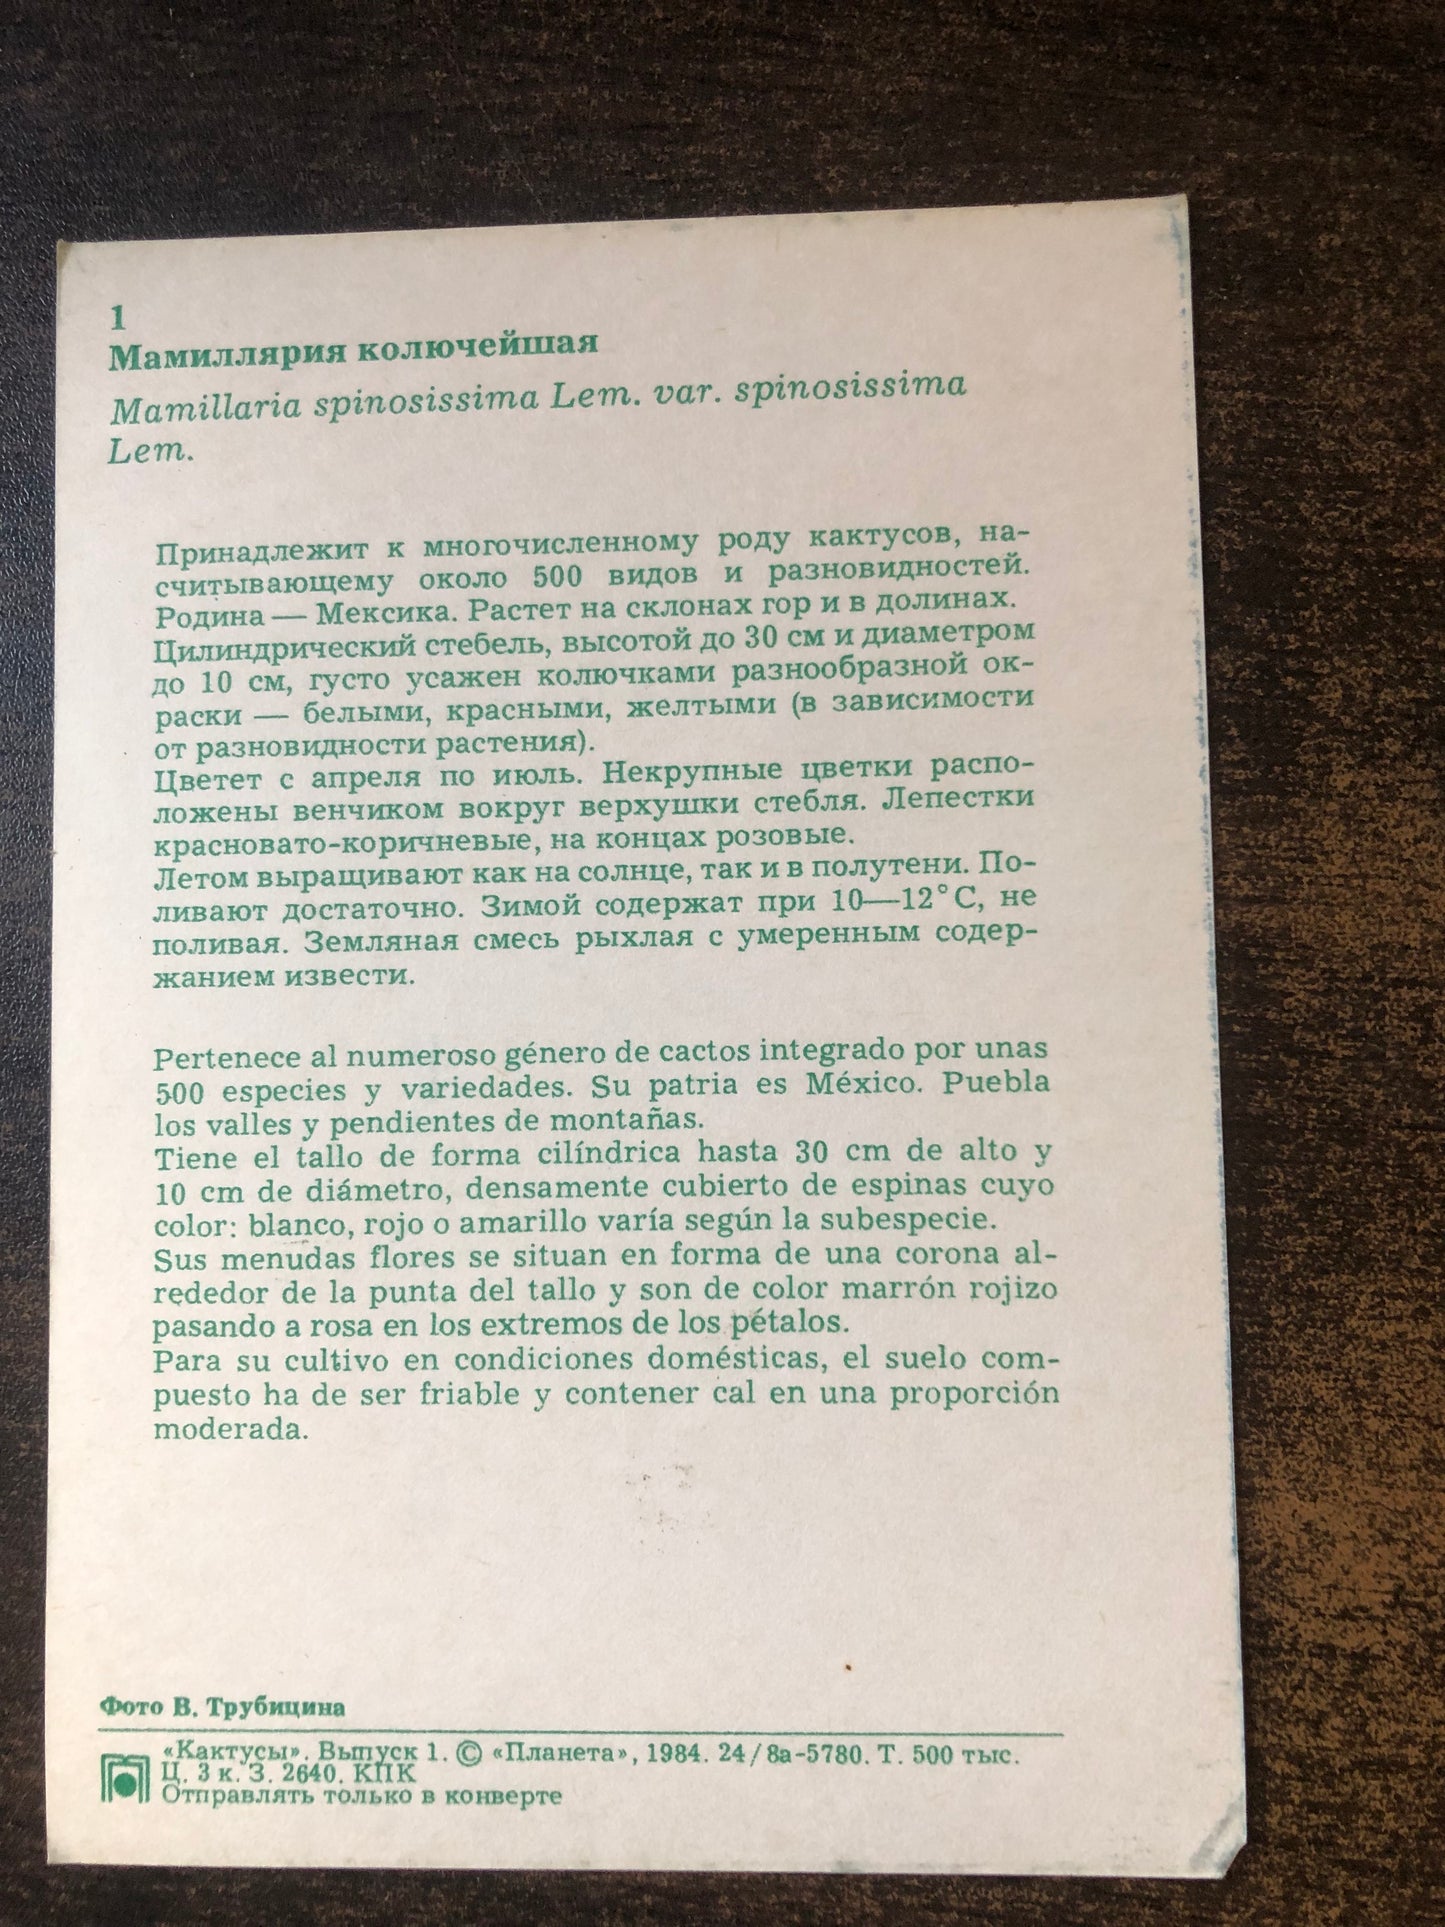 1
Мамиллярия колючейшая
Mamillaria spinosissima Lem. var. spinosissima
Lem.
Принадлежит к многочисленному роду кактусов, на-
считывающему около 500 видов и разновидностей.
Родина — Мексика. Растет на склонах гор и в долинах.
Цилиндрический стебель, высотой до 30 см и диаметром
до 10 см, густо усажен колючками разнообразной ок-
раски — белыми, красными, желтыми (в зависимости
от разновидности растения).
Цветет с апреля по июль. Некрупные цветки распо-
ложены венчиком вокруг верхушки стебля. Лепестки
красновато-коричневые, на концах розовые.
Летом выращивают как на солнце, так и в полутени. По-
ливают достаточно. Зимой содержат при 10—12°С, не
поливая. Земляная смесь рыхлая с умеренным содер-
жанием извести.
Pertenece al numeroso género de cactos integrado por unas
500 especies y variedades. Su patria es México. Puebla
los valles y pendientes de montañas.
Tiene el tallo de forma cilíndrica hasta 30 cm de alto y
10 cm de diámetro, densamente cubierto de espinas cuyo
color: blanco, rojo o amarillo varía según la subespecie.
Sus menudas flores se situan en forma de una corona al-
rededor de la punta del tallo y son de color marrón rojizo
pasando a rosa en los extremos de los pétalos.
Para su cultivo en condiciones domésticas, el suelo com-
puesto ha de ser friable y contener cal en una proporción
moderada.
Фото В. Трубицина
«Кактусы». Выпуск 1. © «Планета», 1984. 24/8а-5780. Т. 500 тыс.
Ц. 3 к. З. 2640. КПК
Отправлять только в конверте